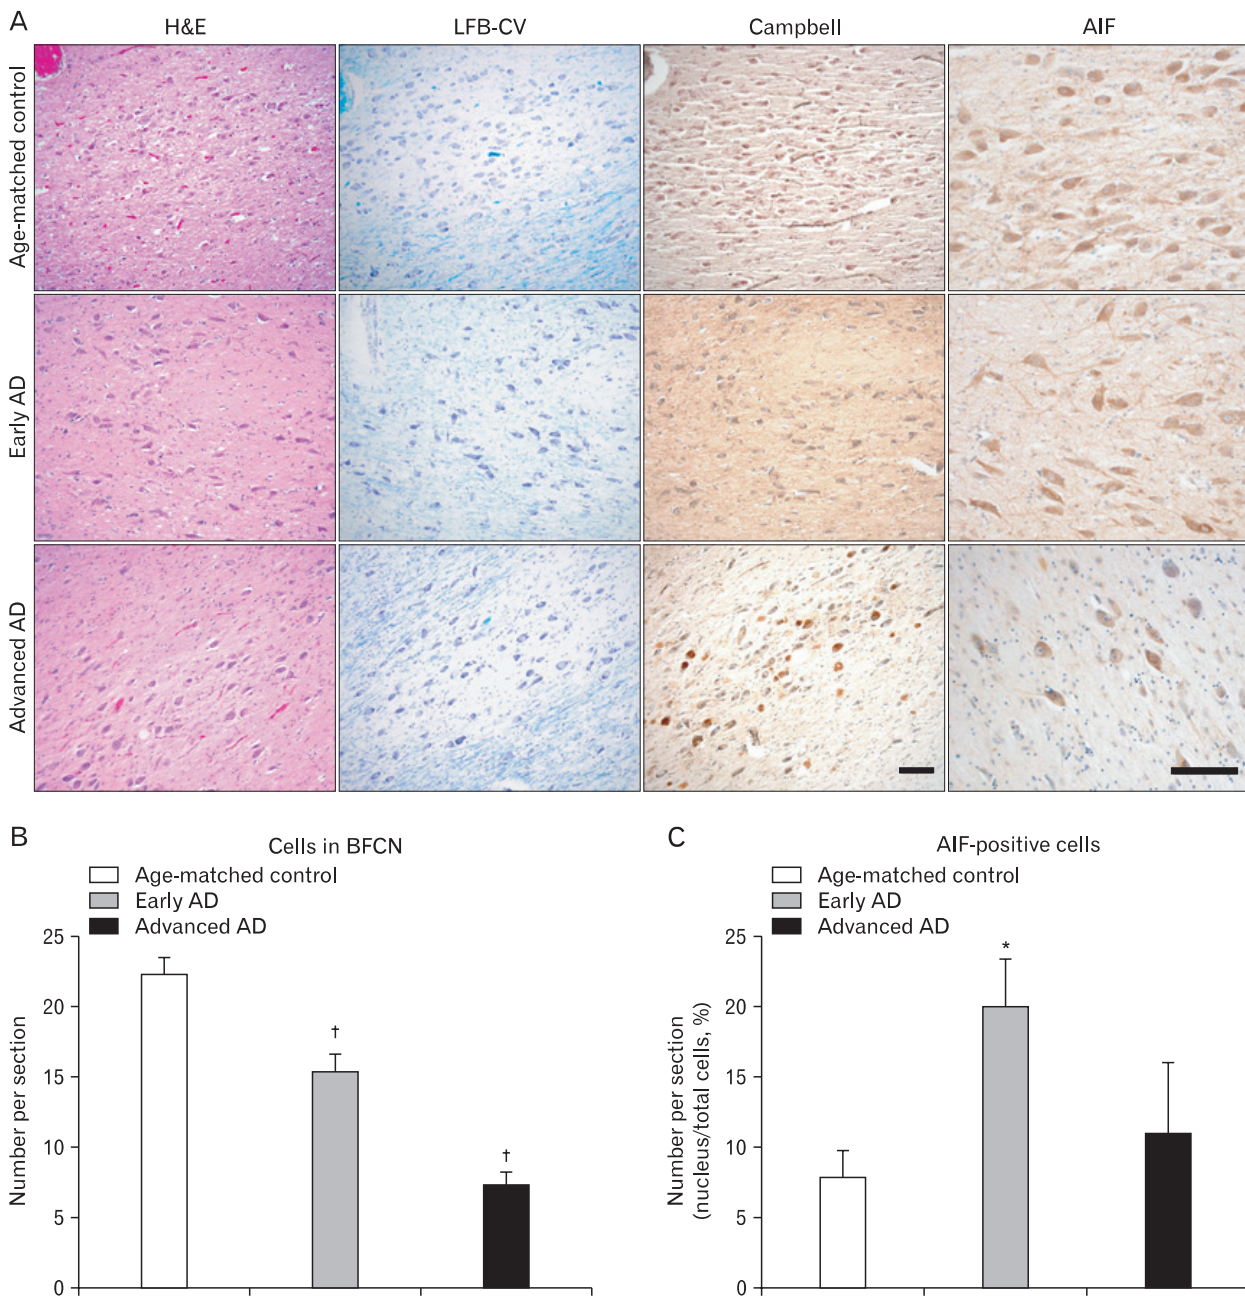 A
H&E
LFB-CV
Campbell
AIF
Age-matched control
Early AD
Advanced AD
B
Cells in BFCN
Age-matched control
Early AD
Advanced AD
Number per section
25
20
15
10
5
0
†
†
C
AIF-positive cells
Age-matched control
Early AD
Advanced AD
Number per section
(nucleus/total cells, %)
25
20
15
10
5
0
*